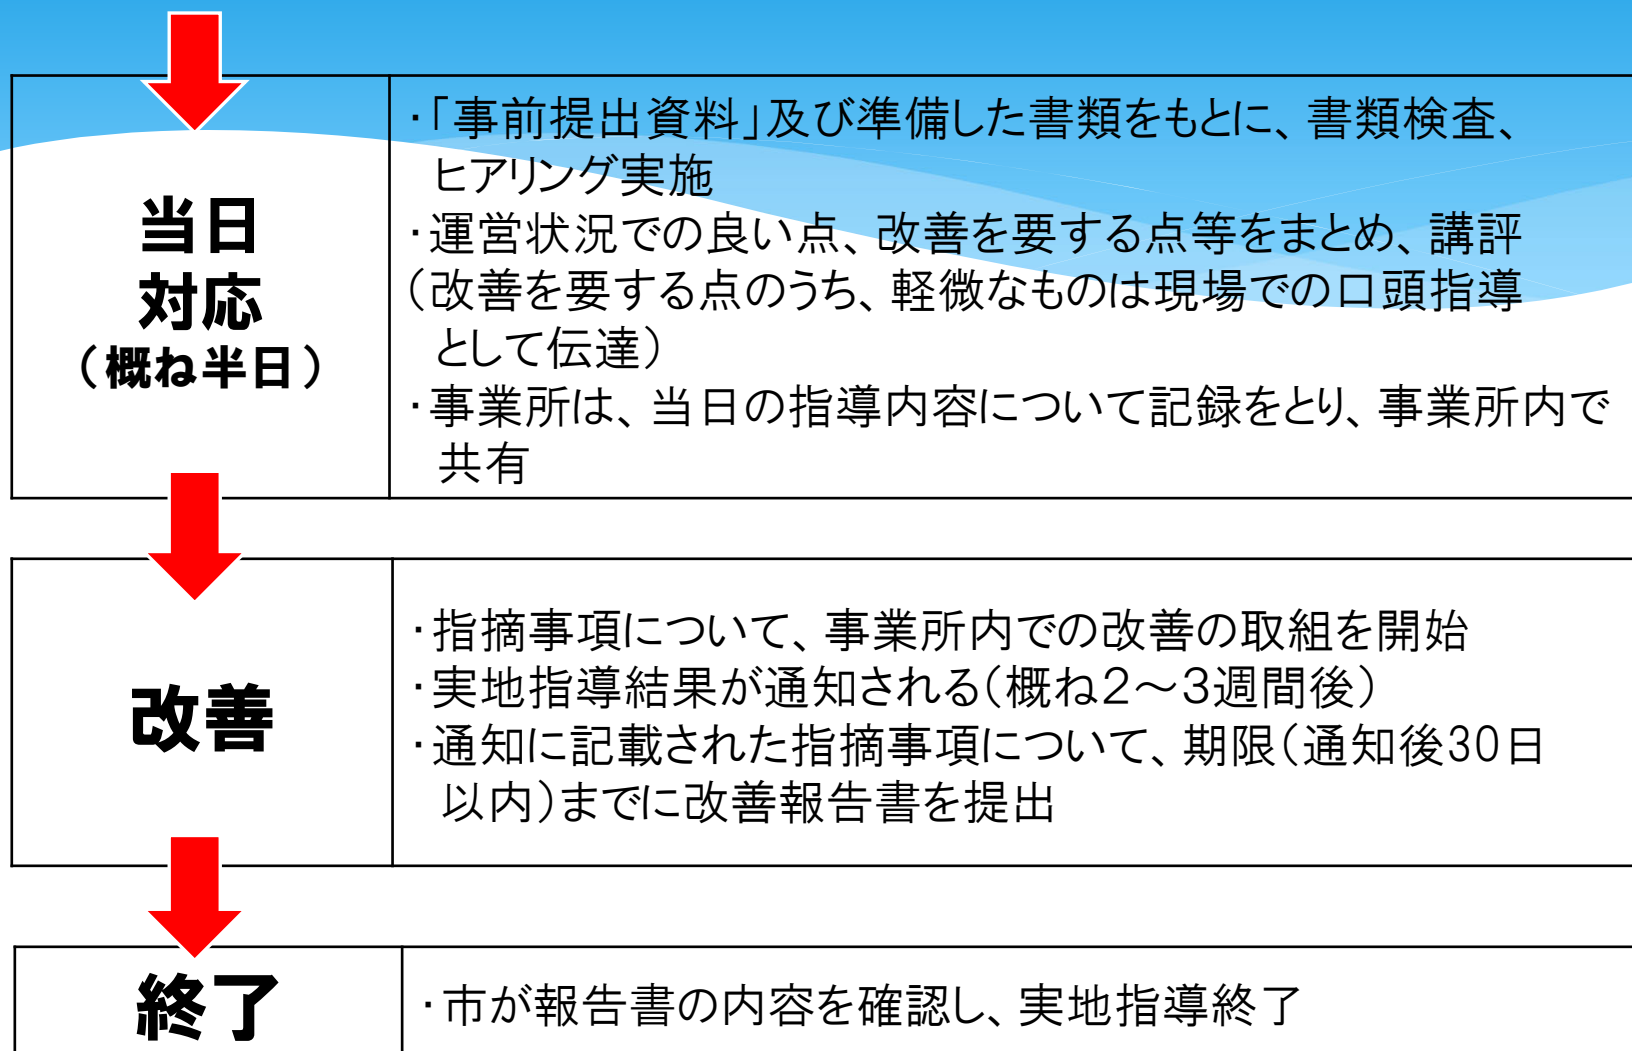 当日
対応
（概ね半日）
・「事前提出資料」及び準備した書類をもとに、書類検査、
ヒアリング実施
・運営状況での良い点、改善を要する点等をまとめ、講評
（改善を要する点のうち、軽微なものは現場での口頭指導
として伝達）
・事業所は、当日の指導内容について記録をとり、事業所内で
共有
改善
・指摘事項について、事業所内での改善の取組を開始
・実地指導結果が通知される（概ね２～３週間後）
・通知に記載された指摘事項について、期限（通知後30日
以内）までに改善報告書を提出
終了
・市が報告書の内容を確認し、実地指導終了